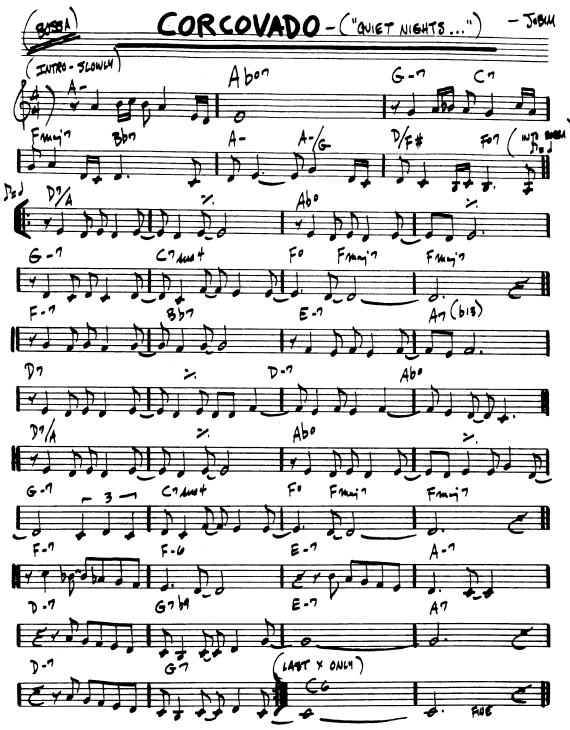 (BOSSA) CORCOVADO - ("QUIET NIGHTS...") - JOBIM
(INTRO - SLOWLY)
A- Abo7 G-7 C7
Fmaj7 Bb7 A- A-/G D/F# Fo7 (INTO BOSSA)
D7/A Abo
G-7 C7sus4 Fo Fmaj7 Fmaj7
F-7 Bb7 E-7 A7(b13)
D7 D-7 Abo
D7/A Abo
G-7 3 C7sus4 Fo Fmaj7 Fmaj7
F-7 F-6 E-7 A-7
D-7 G7b9 E-7 A7
D-7 G7 (LAST X ONLY) C6
FINE